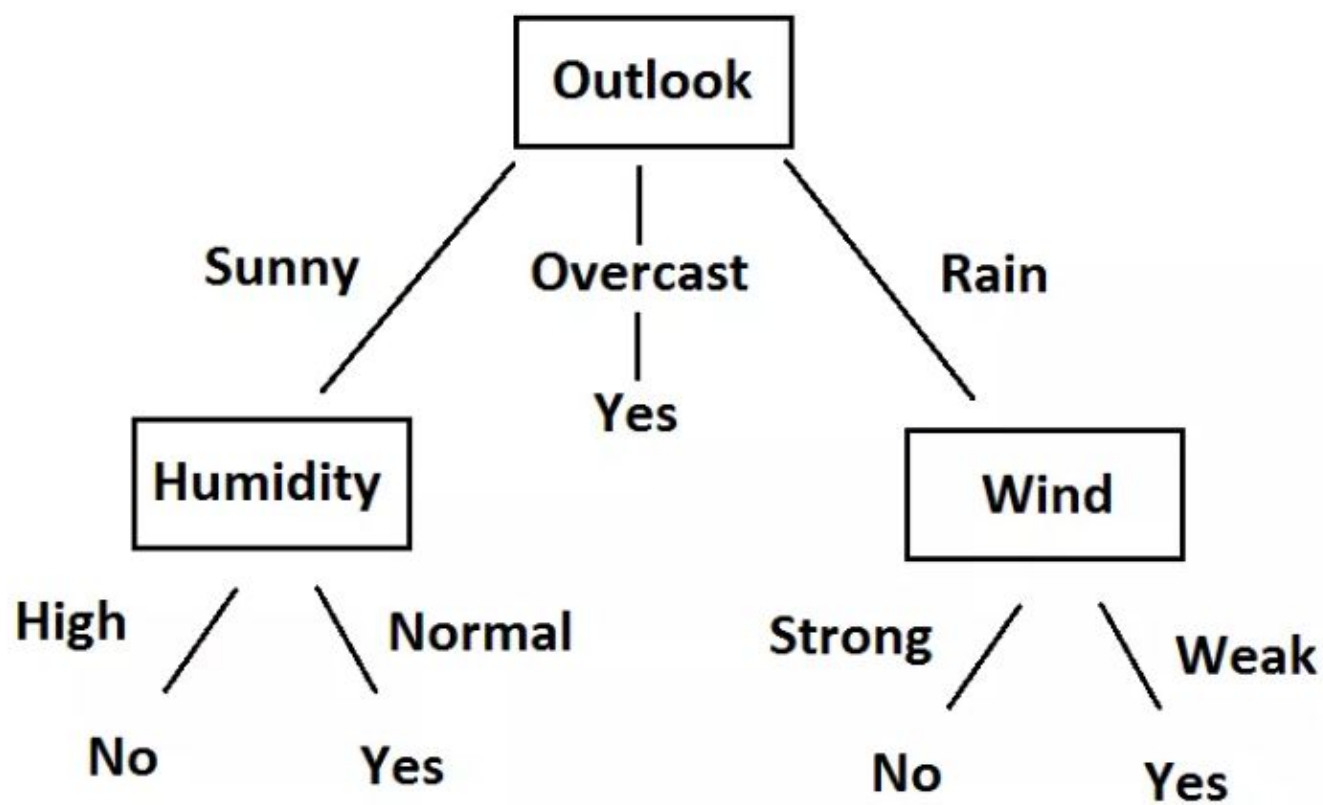 Outlook
Sunny
Overcast
Rain
Yes
Humidity
Wind
High
Normal
Strong
Weak
No
Yes
No
Yes